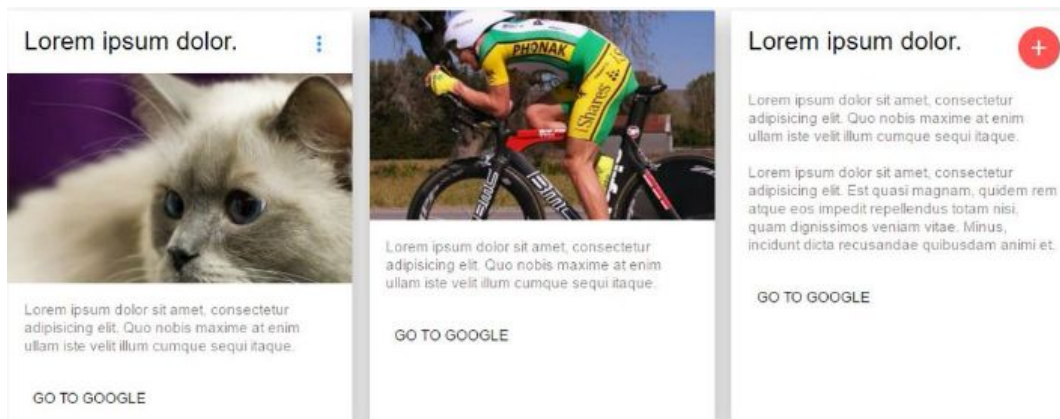 Lorem ipsum dolor.
Lorem ipsum dolor sit amet, consectetur
adipisicing elit. Quo nobis maxime at enim
ullam iste velit illum cumque sequi itaque.
GO TO GOOGLE
PHONAK
iShares
BMC
BMC
Lorem ipsum dolor sit amet, consectetur
adipisicing elit. Quo nobis maxime at enim
ullam iste velit illum cumque sequi itaque.
GO TO GOOGLE
Lorem ipsum dolor.
+
Lorem ipsum dolor sit amet, consectetur
adipisicing elit. Quo nobis maxime at enim
ullam iste velit illum cumque sequi itaque.
Lorem ipsum dolor sit amet, consectetur
adipisicing elit. Est quasi magnam, quidem rem
atque eos impedit repellendus totam nisi,
quam dignissimos veniam vitae. Minus,
incidunt dicta recusandae quibusdam animi et.
GO TO GOOGLE